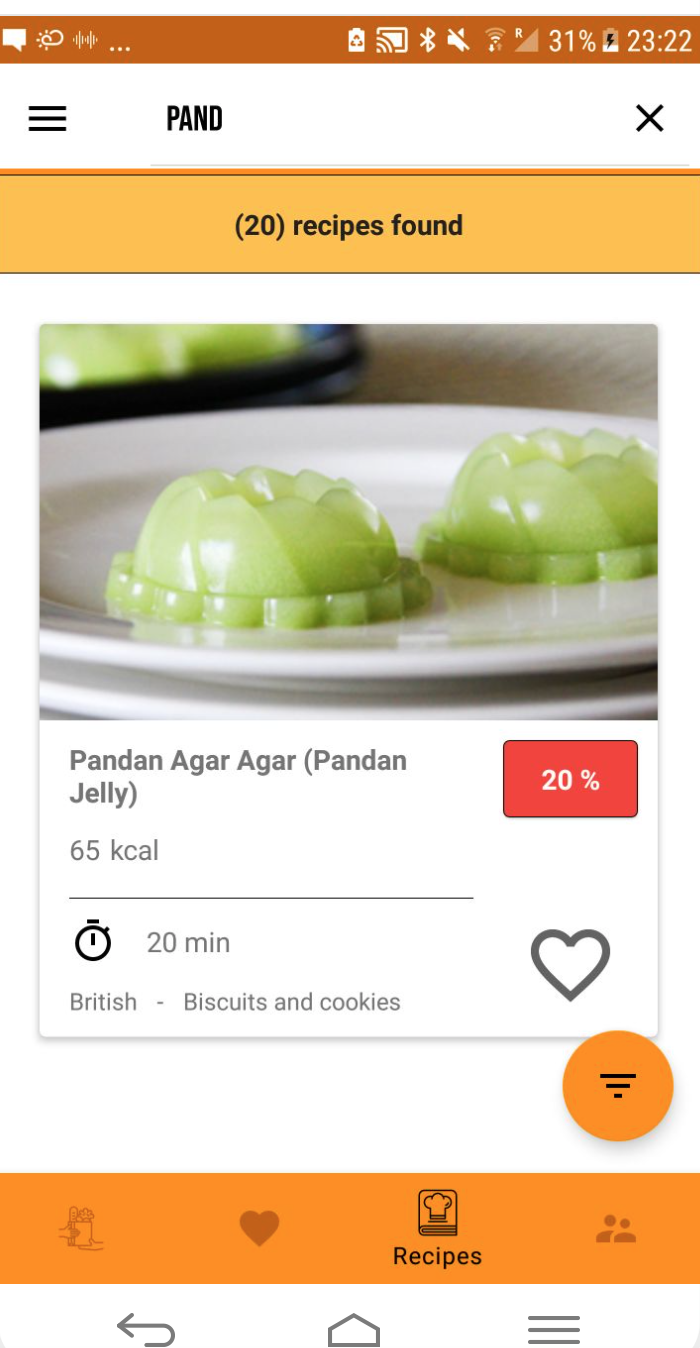 ... R 31% 23:22
PAND
(20) recipes found
Pandan Agar Agar (Pandan
Jelly)
20 %
65 kcal
20 min
British - Biscuits and cookies
Recipes